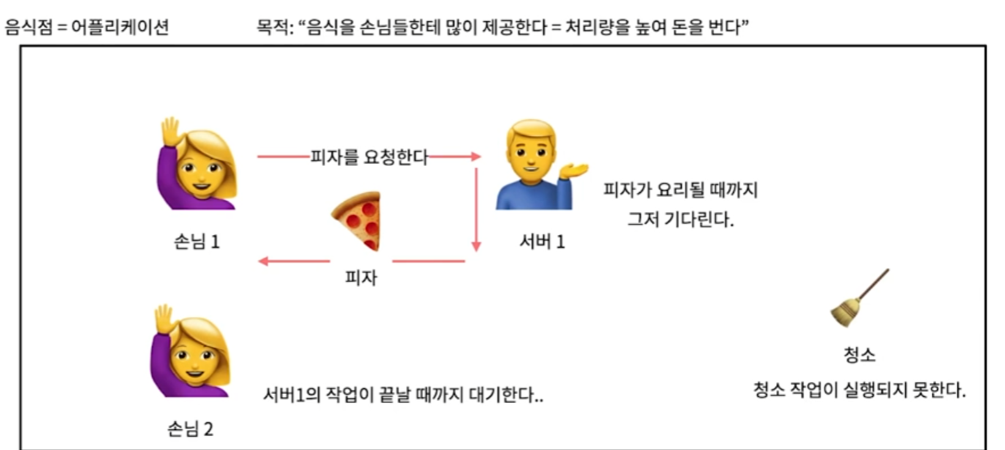 음식점 = 어플리케이션
목적: “음식을 손님들한테 많이 제공한다 = 처리량을 높여 돈을 번다”
피자를 요청한다
피자가 요리될 때까지
그저 기다린다.
손님 1
서버 1
피자
청소
청소 작업이 실행되지 못한다.
서버1의 작업이 끝날 때까지 대기한다..
손님 2